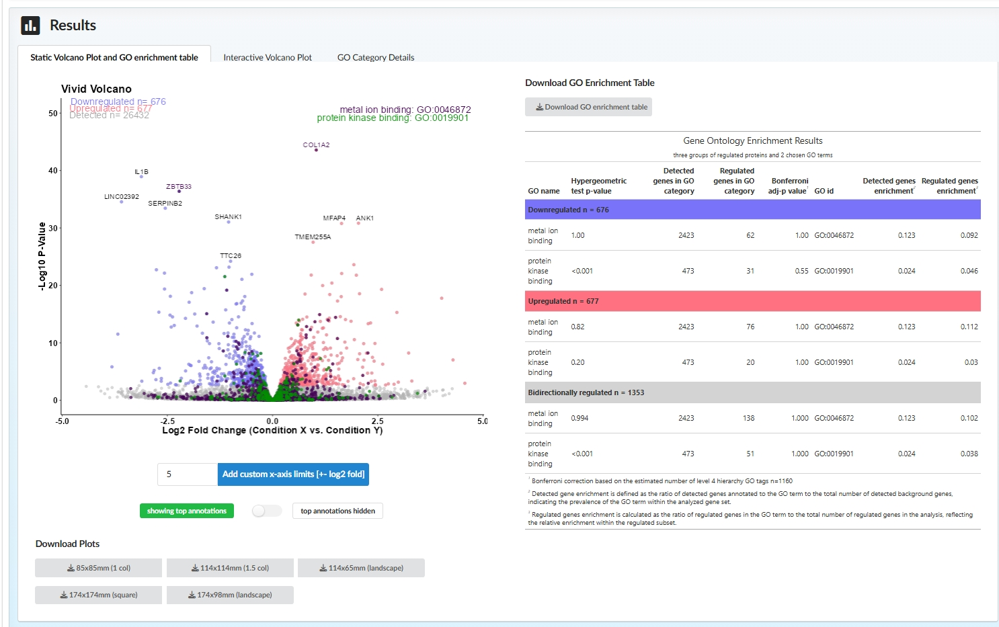 Results
Static Volcano Plot and GO enrichment table
Interactive Volcano Plot
GO Category Details
Vivid Volcano
Downregulated n= 676
Upregulated n= 677
Detected n= 26432
metal ion binding: GO:0046872
protein kinase binding: GO:0019901
50
40
30
20
10
0
-Log10 P-Value
COL1A2
IL1B
ZBTB33
LINC02392
SERPINB2
SHANK1
MFAP4
ANK1
TMEM255A
TTC26
-5.0
-2.5
0.0
2.5
5.0
Log2 Fold Change (Condition X vs. Condition Y)
5
Add custom x-axis limits [+- log2 fold]
showing top annotations
top annotations hidden
Download Plots
85x85mm (1 col)
114x114mm (1.5 col)
114x65mm (landscape)
174x174mm (square)
174x98mm (landscape)
Download GO Enrichment Table
Download GO enrichment table
Gene Ontology Enrichment Results
three groups of regulated proteins and 2 chosen GO terms
GO name
Hypergeometric
test p-value
Detected
genes in GO
category
Regulated
genes in GO
category
Bonferroni
adj-p value¹
GO id
Detected genes
enrichment²
Regulated genes
enrichment³
Downregulated n = 676
metal ion
binding
1.00 2423 62 1.00 GO:0046872 0.123 0.092
protein
kinase
binding
<0.001 473 31 0.55 GO:0019901 0.024 0.046
Upregulated n = 677
metal ion
binding
0.82 2423 76 1.00 GO:0046872 0.123 0.112
protein
kinase
binding
0.20 473 20 1.00 GO:0019901 0.024 0.03
Bidirectionally regulated n = 1353
metal ion
binding
0.994 2423 138 1.000 GO:0046872 0.123 0.102
protein
kinase
binding
<0.001 473 51 1.000 GO:0019901 0.024 0.038
¹ Bonferroni correction based on the estimated number of level 4 hierarchy GO tags n=1160
² Detected gene enrichment is defined as the ratio of detected genes annotated to the GO term to the total number of detected background genes,
indicating the prevalence of the GO term within the analyzed gene set.
³ Regulated genes enrichment is calculated as the ratio of regulated genes in the GO term to the total number of regulated genes in the analysis, reflecting
the relative enrichment within the regulated subset.